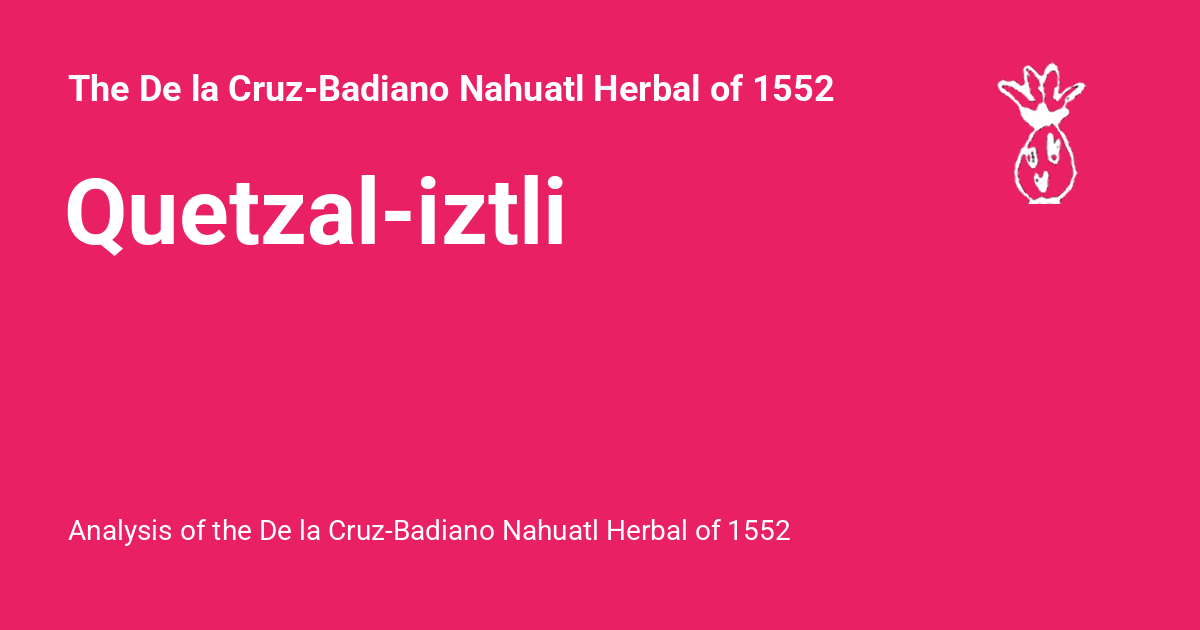 The De la Cruz-Badiano Nahuatl Herbal of 1552
Quetzal-iztli
Analysis of the De la Cruz-Badiano Nahuatl Herbal of 1552